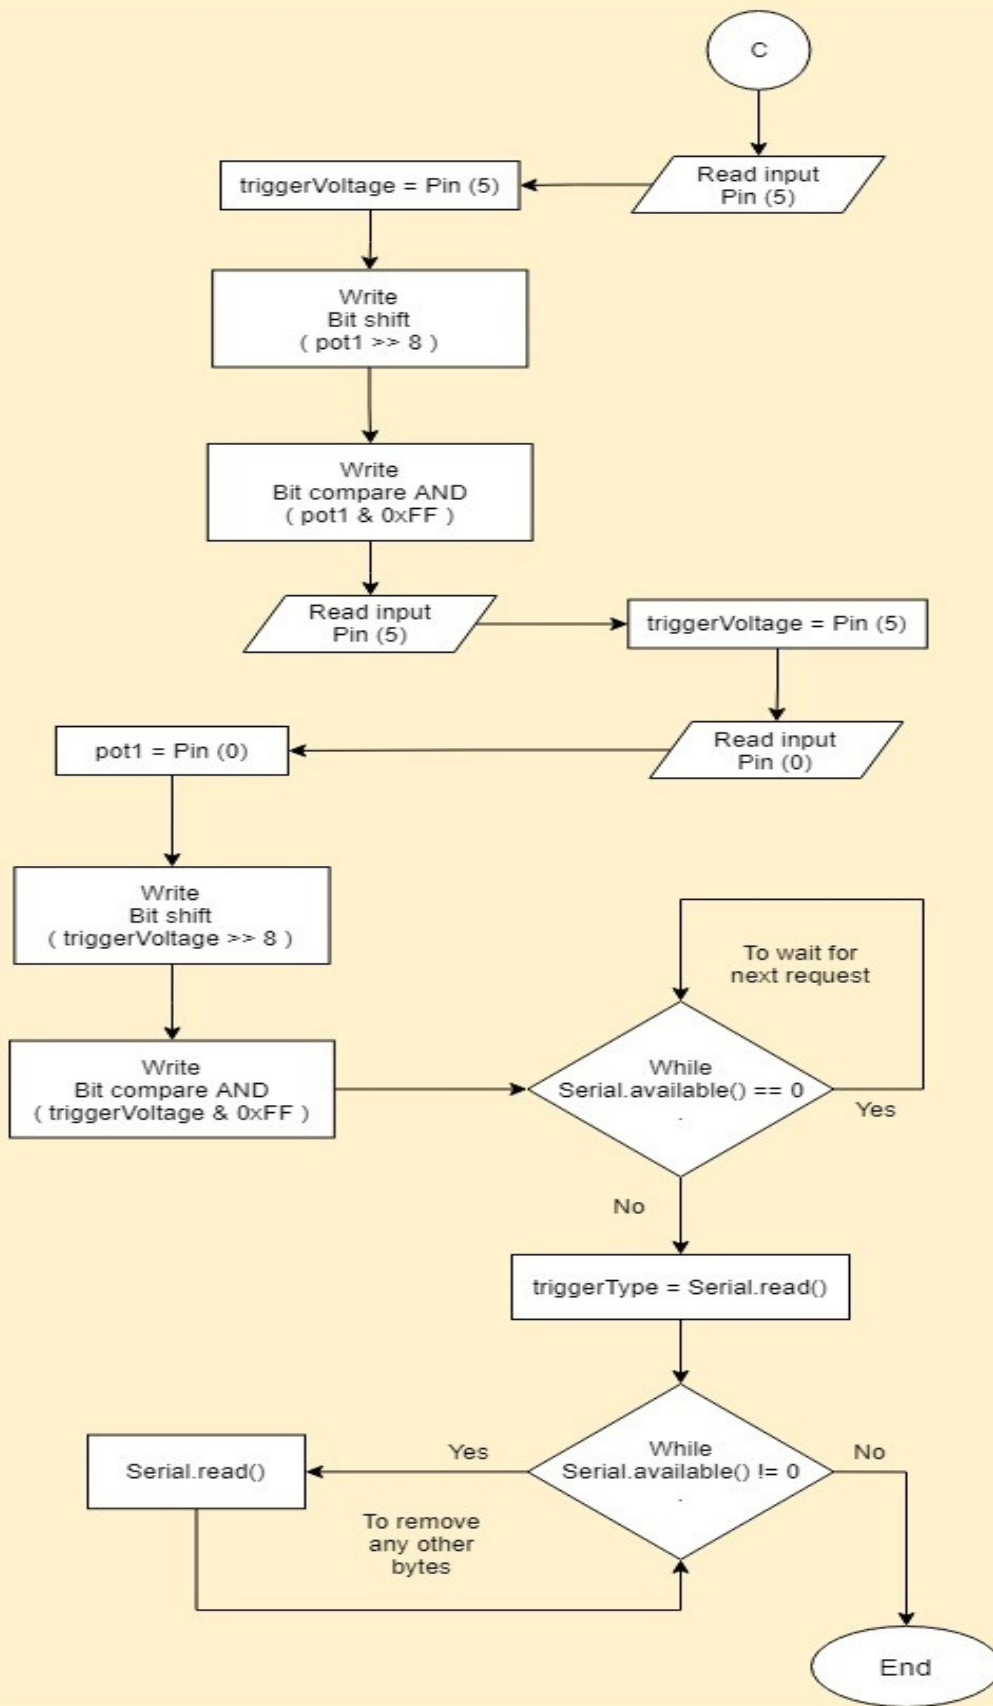 C
Read input
Pin (5)
triggerVoltage = Pin (5)
Write
Bit shift
( pot1 >> 8 )
Write
Bit compare AND
( pot1 & 0xFF )
Read input
Pin (5)
triggerVoltage = Pin (5)
Read input
Pin (0)
pot1 = Pin (0)
Write
Bit shift
( triggerVoltage >> 8 )
Write
Bit compare AND
( triggerVoltage & 0xFF )
To wait for
next request
While
Serial.available() == 0
.
Yes
No
triggerType = Serial.read()
While
Serial.available() != 0
.
Yes
No
Serial.read()
To remove
any other
bytes
End